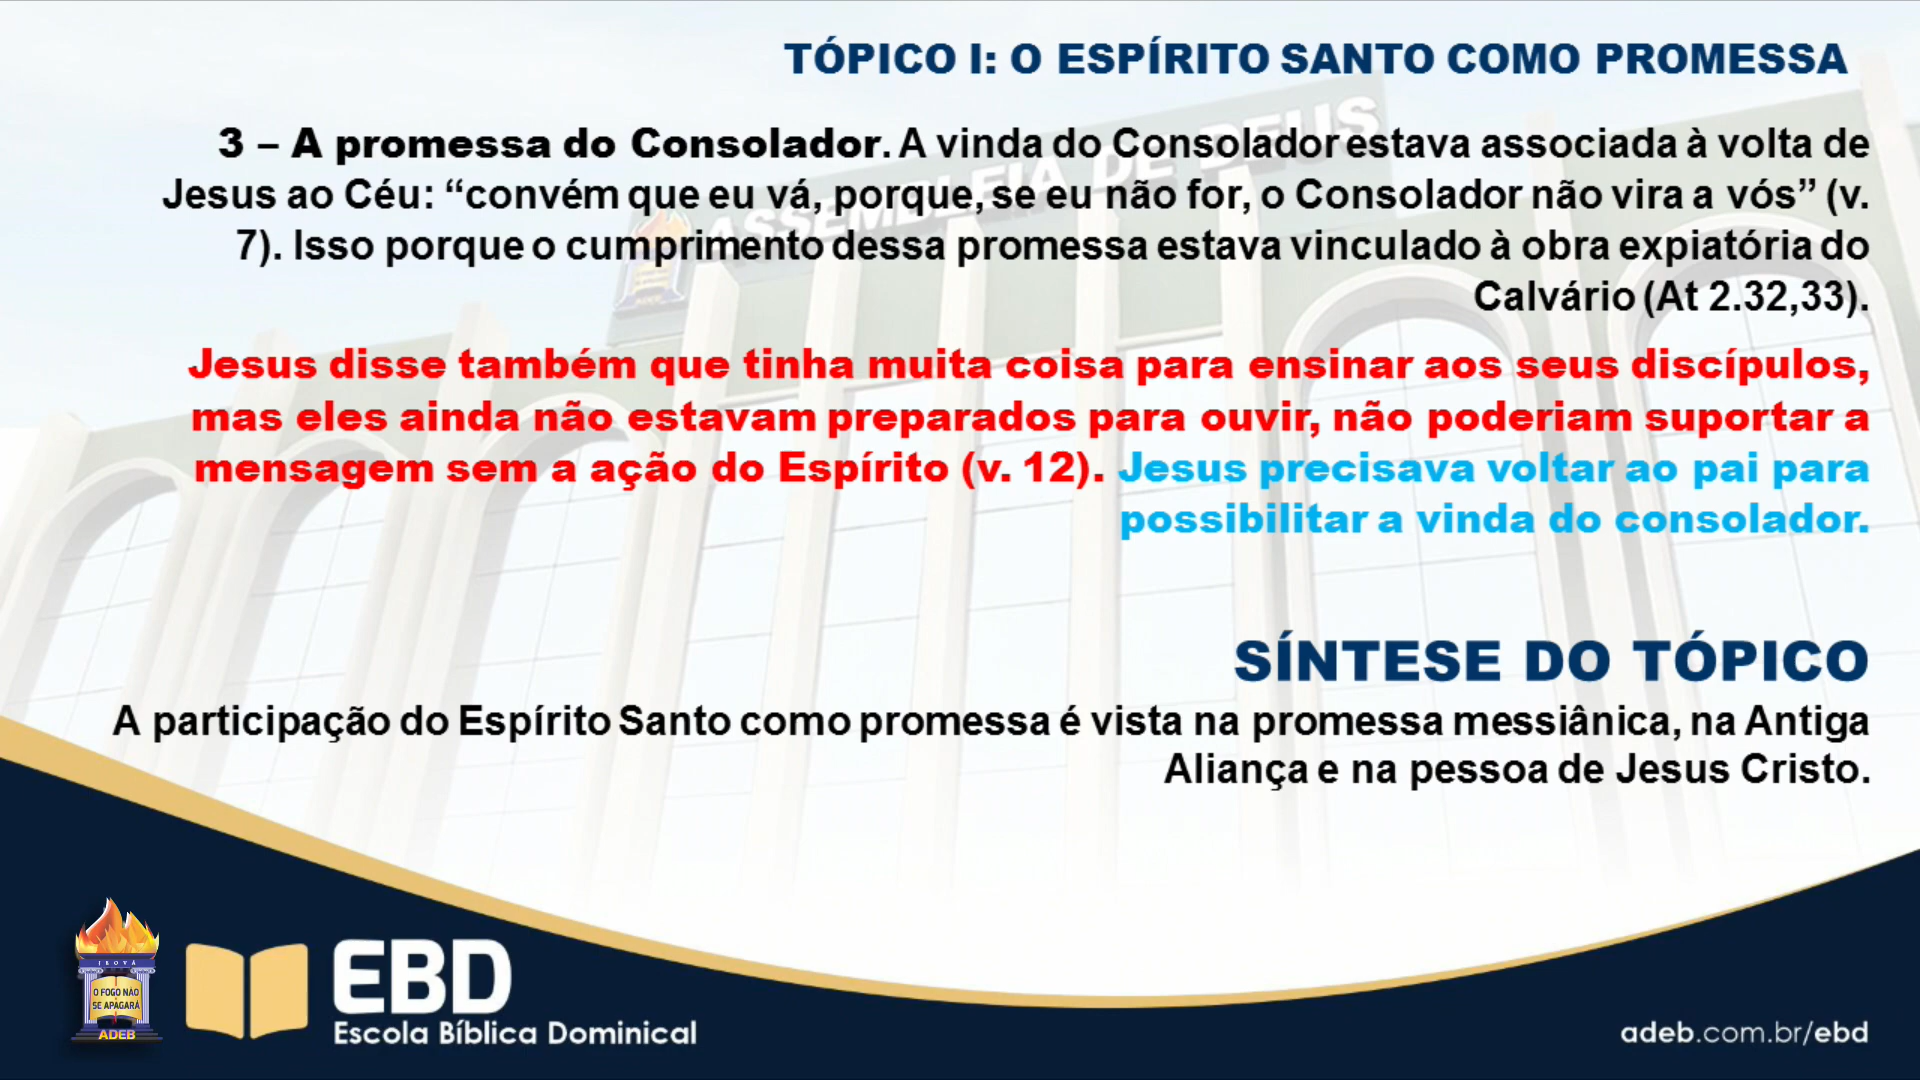 TÓPICO I: O ESPÍRITO SANTO COMO PROMESSA
ASSEMBLEIA DE DEUS
3 – A promessa do Consolador. A vinda do Consolador estava associada à volta de
Jesus ao Céu: “convém que eu vá, porque, se eu não for, o Consolador não vira a vós” (v.
7). Isso porque o cumprimento dessa promessa estava vinculado à obra expiatória do
Calvário (At 2.32,33).
Jesus disse também que tinha muita coisa para ensinar aos seus discípulos,
mas eles ainda não estavam preparados para ouvir, não poderiam suportar a
mensagem sem a ação do Espírito (v. 12). Jesus precisava voltar ao pai para
possibilitar a vinda do consolador.
SÍNTESE DO TÓPICO
A participação do Espírito Santo como promessa é vista na promessa messiânica, na Antiga
Aliança e na pessoa de Jesus Cristo.
JEOVÁ
O FOGO NÃO
SE APAGARÁ
ADEB
EBD
Escola Bíblica Dominical
adeb.com.br/ebd